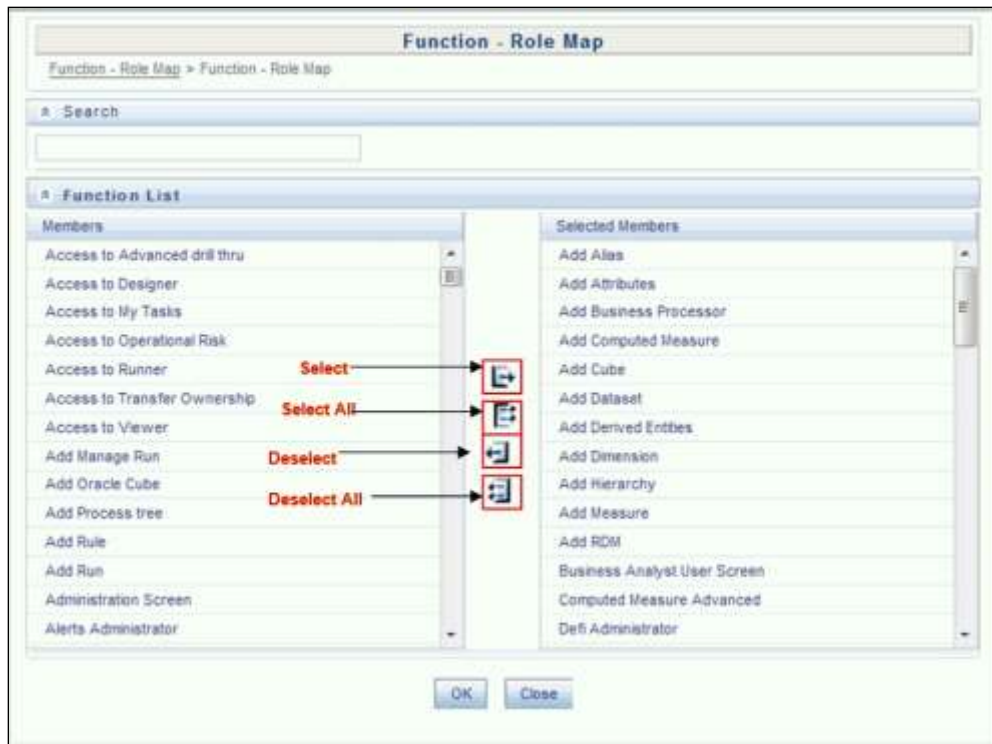 Function - Role Map
Function - Role Map > Function - Role Map
Search
Function List
Members
Access to Advanced drill thru
Access to Designer
Access to My Tasks
Access to Operational Risk
Access to Runner
Access to Transfer Ownership
Access to Viewer
Add Manage Run
Add Oracle Cube
Add Process tree
Add Rule
Add Run
Administration Screen
Alerts Administrator
Select
Select All
Deselect
Deselect All
Selected Members
Add Alias
Add Attributes
Add Business Processor
Add Computed Measure
Add Cube
Add Dataset
Add Derived Entities
Add Dimension
Add Hierarchy
Add Measure
Add RDM
Business Analyst User Screen
Computed Measure Advanced
Defi Administrator
OK
Close